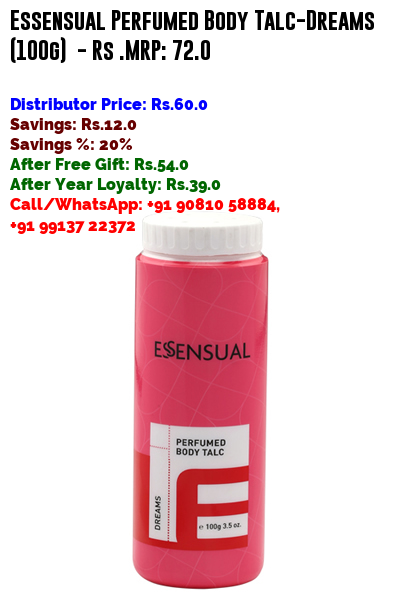 Essensual Perfumed Body Talc-Dreams
(100g) - Rs .MRP: 72.0
Distributor Price: Rs.60.0
Savings: Rs.12.0
Savings %: 20%
After Free Gift: Rs.54.0
After Year Loyalty: Rs.39.0
Call/WhatsApp: +91 90810 58884,
+91 99137 22372
ESSENSUAL
PERFUMED
BODY TALC
DREAMS
e 100g 3.5 oz.